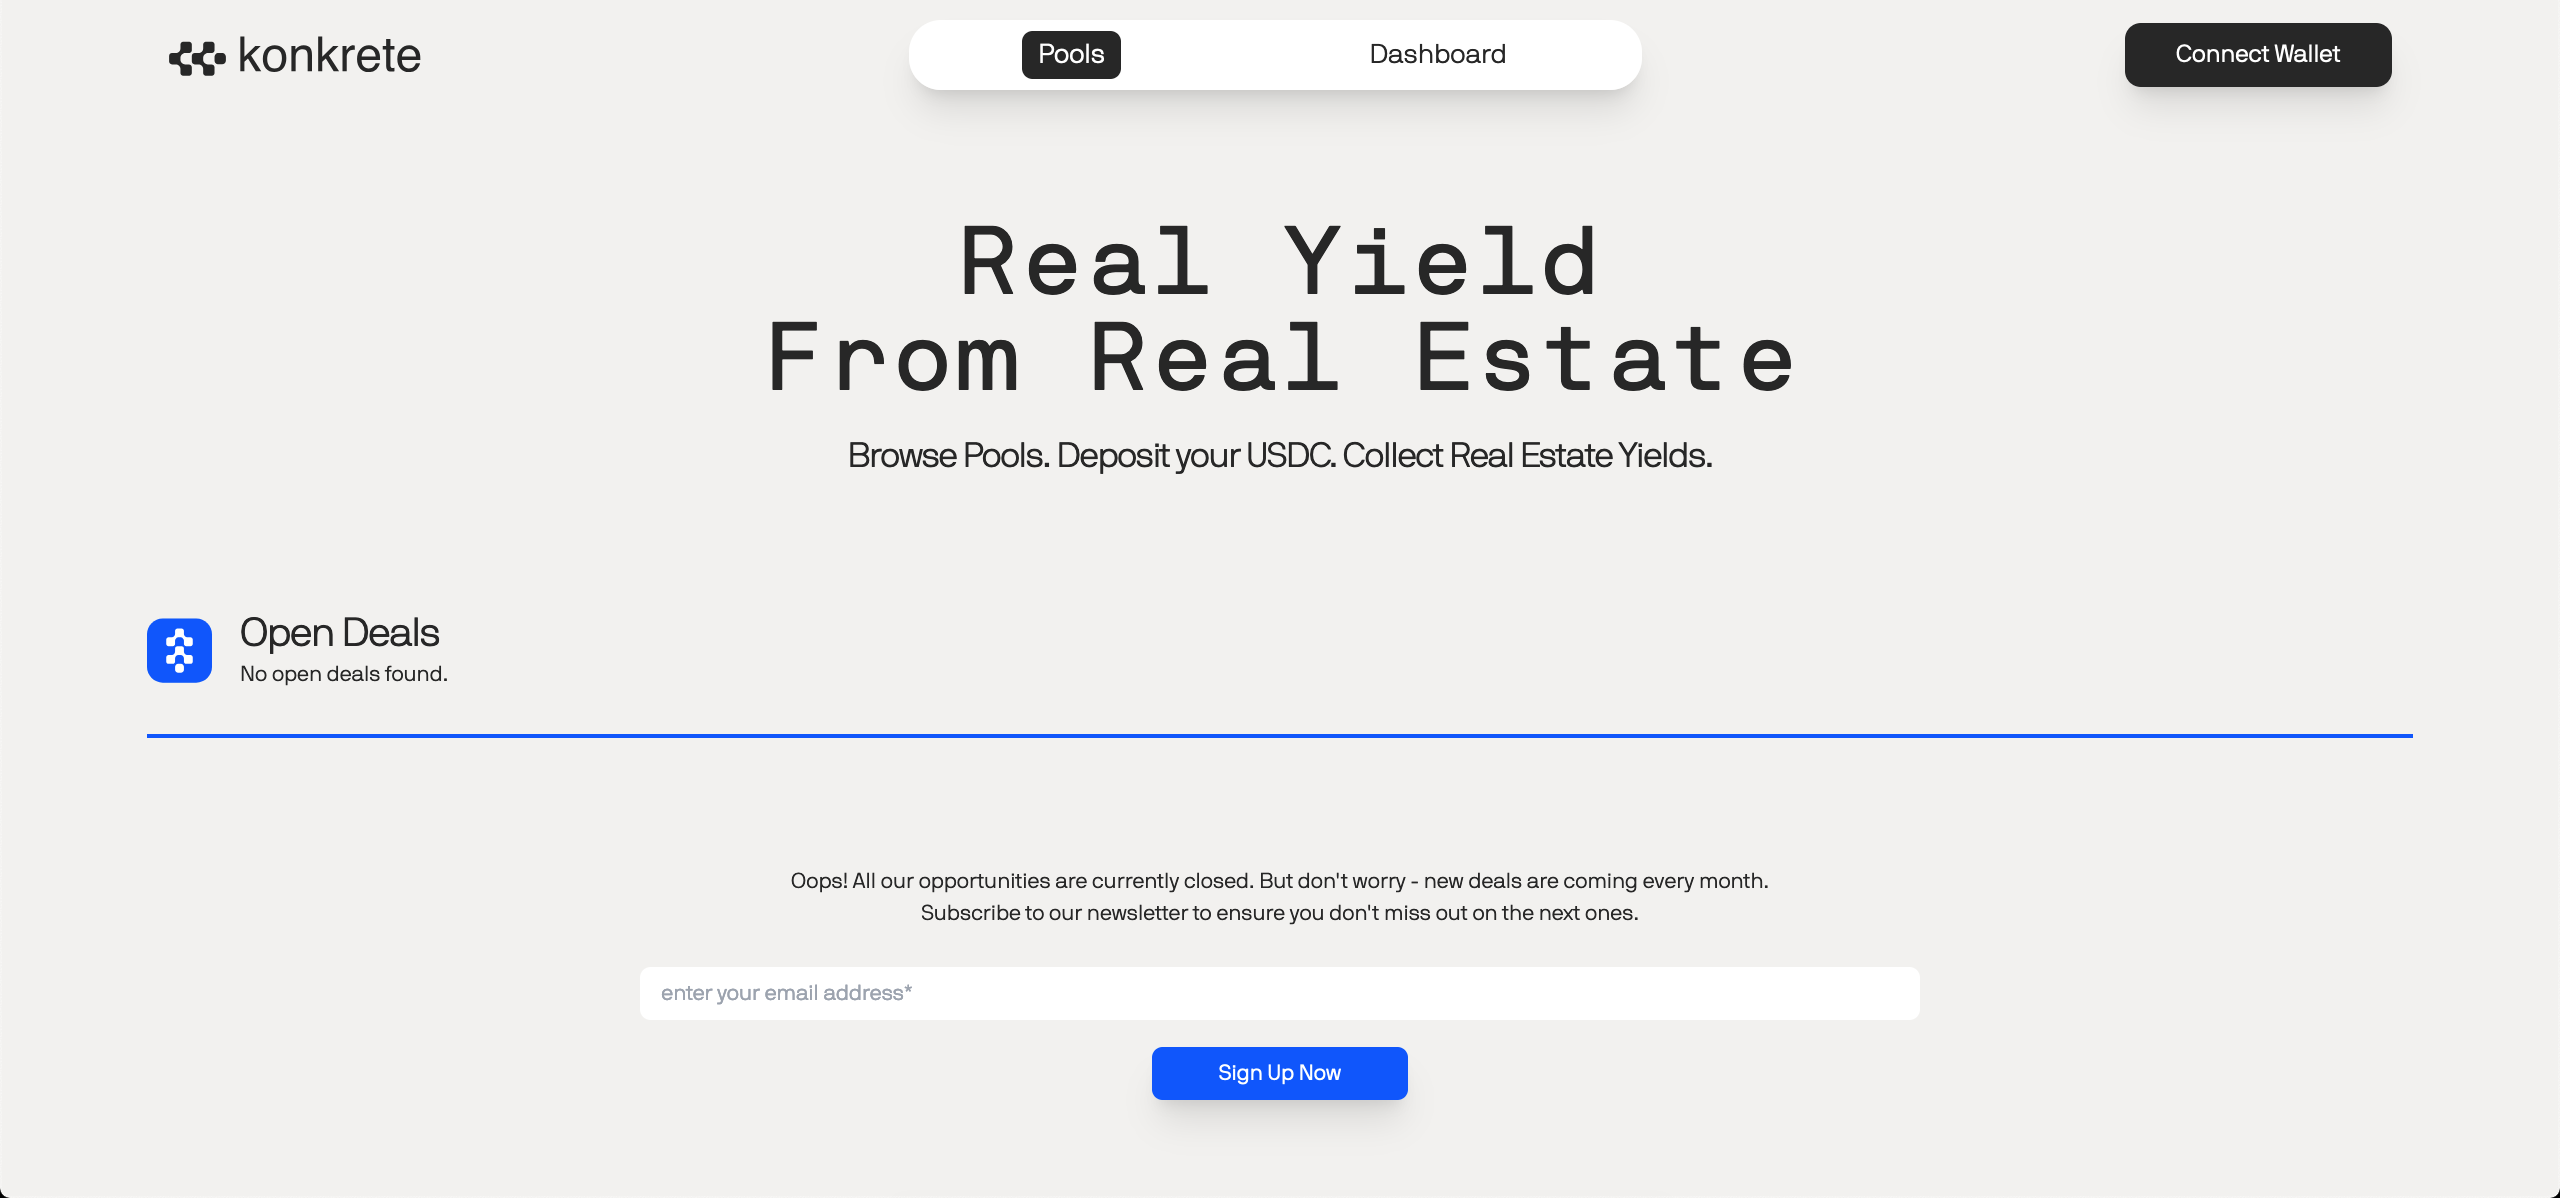 konkrete
Pools
Dashboard
Connect Wallet
Real Yield
From Real Estate
Browse Pools. Deposit your USDC. Collect Real Estate Yields.
Open Deals
No open deals found.
Oops! All our opportunities are currently closed. But don't worry - new deals are coming every month.
Subscribe to our newsletter to ensure you don't miss out on the next ones.
enter your email address*
Sign Up Now